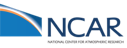 NCAR
NATIONAL CENTER FOR ATMOSPHERIC RESEARCH